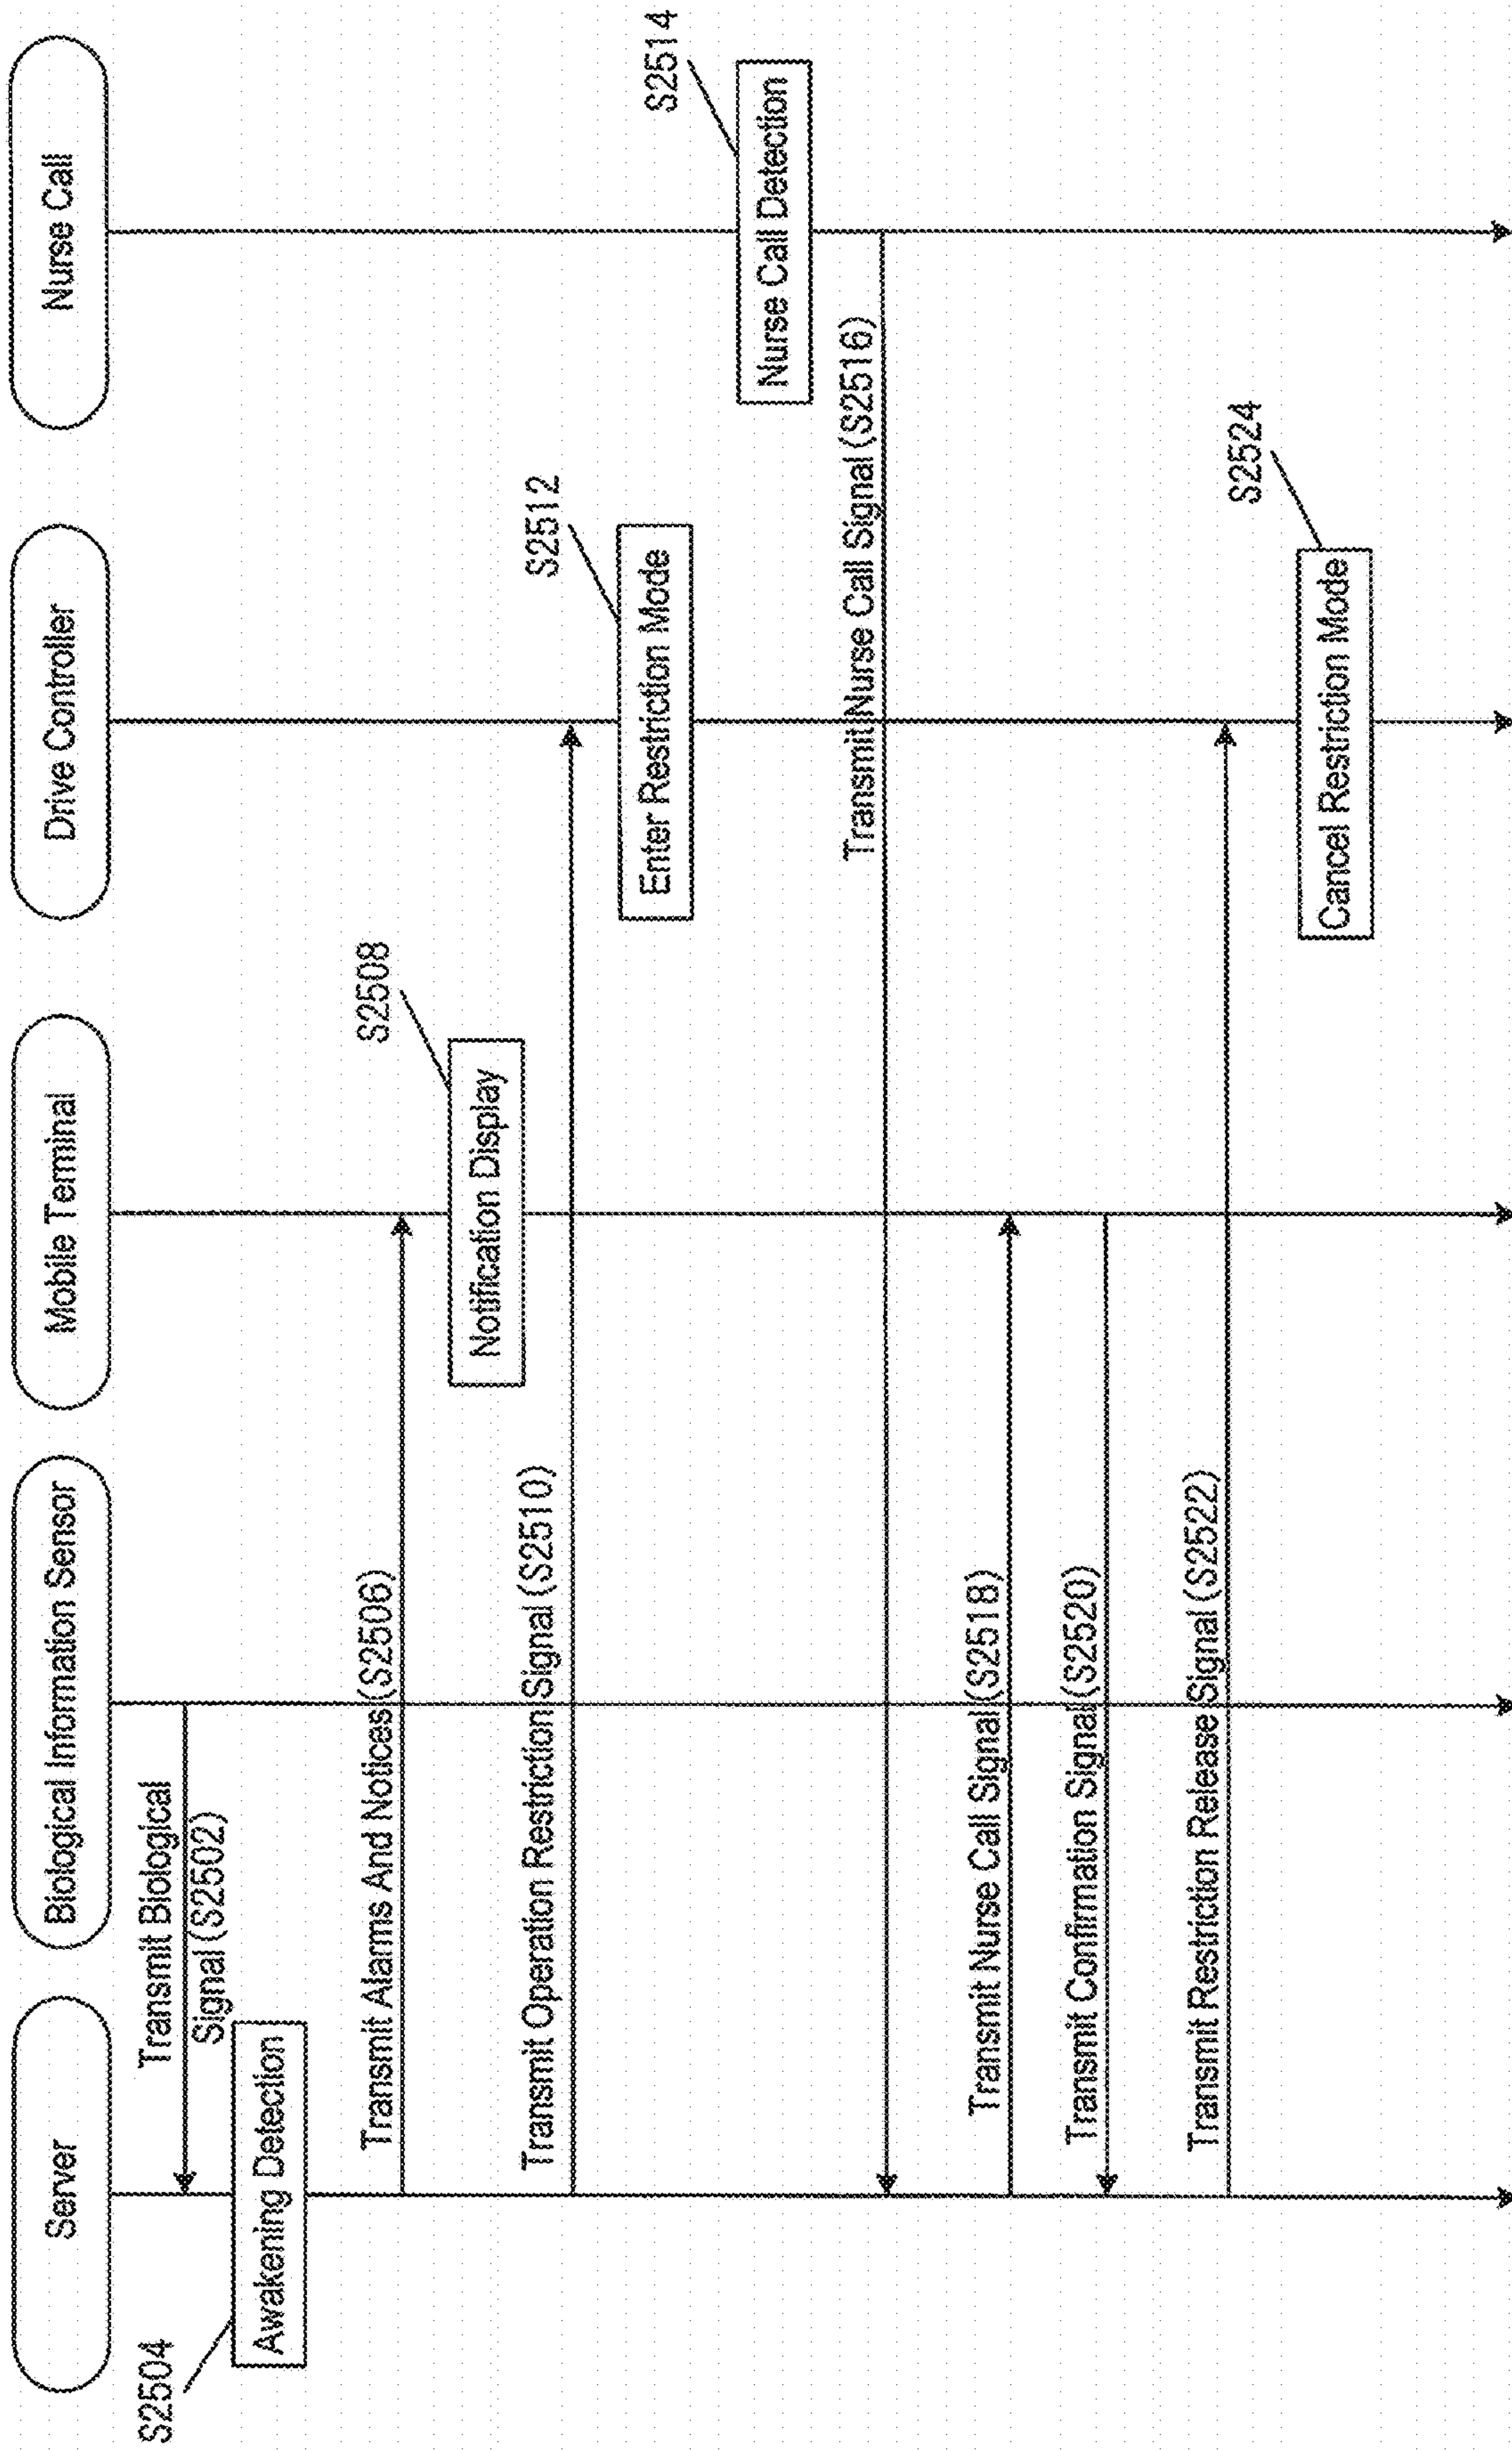 Server
Biological Information Sensor
Mobile Terminal
Drive Controller
Nurse Call
Transmit Biological
Signal (S2502)
S2504
Awakening Detection
Transmit Alarms And Notices (S2506)
S2508
Notification Display
Transmit Operation Restriction Signal (S2510)
S2512
Enter Restriction Mode
S2514
Nurse Call Detection
Transmit Nurse Call Signal (S2516)
Transmit Nurse Call Signal (S2518)
Transmit Confirmation Signal (S2520)
Transmit Restriction Release Signal (S2522)
S2524
Cancel Restriction Mode